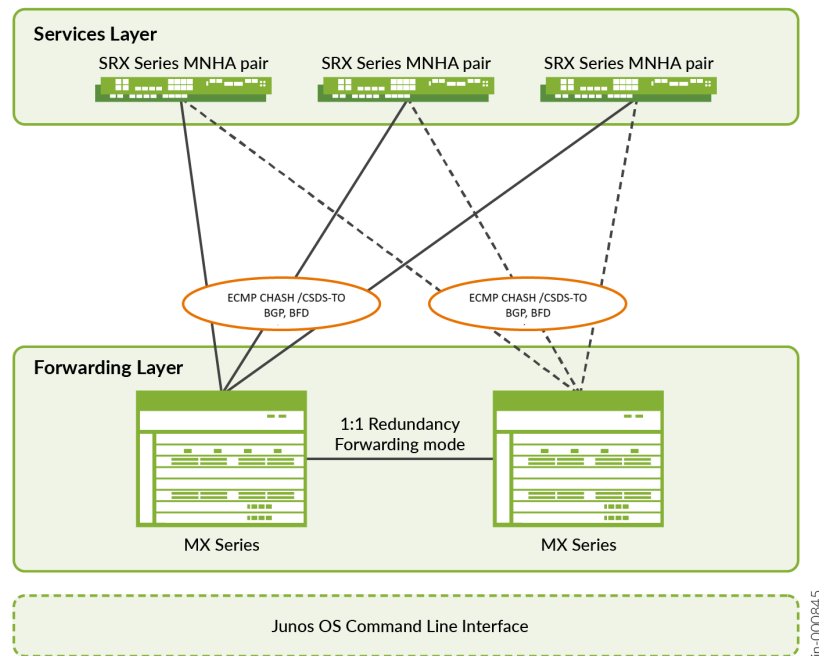 Services Layer
SRX Series MNHA pair
SRX Series MNHA pair
SRX Series MNHA pair
ECMP CHASH /CSDS-TO
BGP, BFD
ECMP CHASH /CSDS-TO
BGP, BFD
Forwarding Layer
1:1 Redundancy
Forwarding mode
MX Series
MX Series
Junos OS Command Line Interface
jn-000845